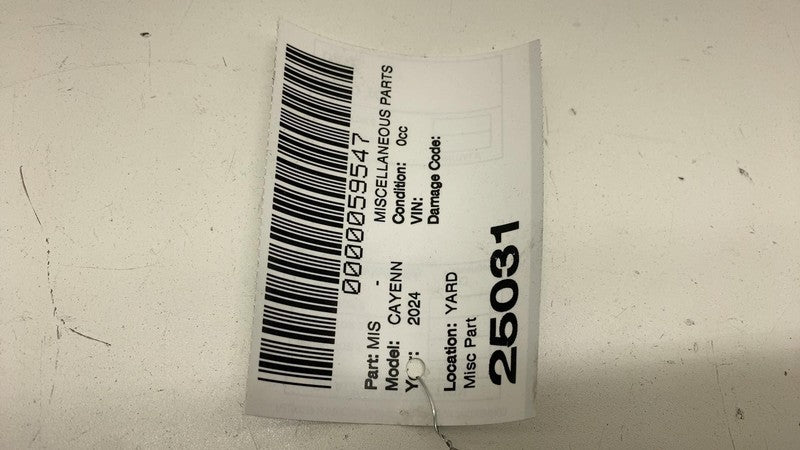 0000059547
Part: MIS - MISCELLANEOUS PARTS
Model: CAYENN Condition: 0cc
2024 VIN:
Damage Code:
Location: YARD
Misc Part
25031